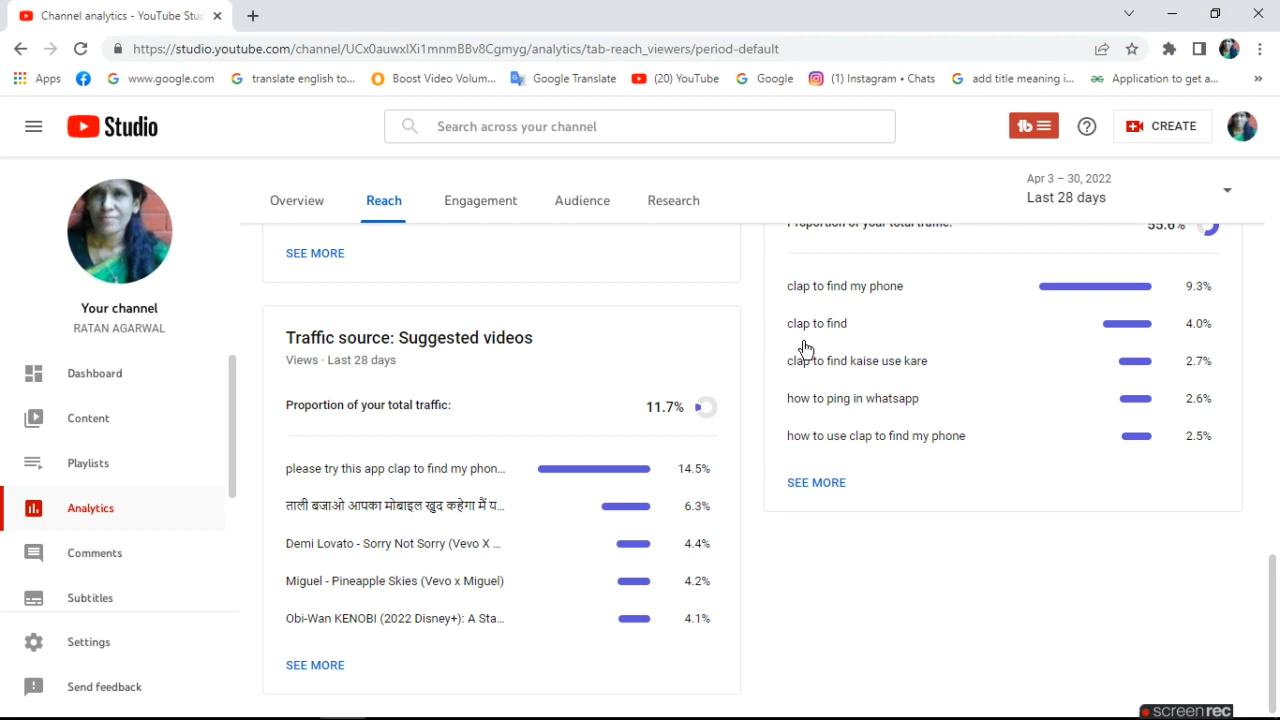 Channel analytics - YouTube Stuc
https://studio.youtube.com/channel/UCx0auwxlXi1mnmBBv8Cgmyg/analytics/tab-reach_viewers/period-default
Apps
www.google.com
translate english to...
Boost Video Volum...
Google Translate
(20) YouTube
Google
(1) Instagram • Chats
add title meaning i...
Application to get a...
»
Studio
Search across your channel
CREATE
Your channel
RATAN AGARWAL
Dashboard
Content
Playlists
Analytics
Comments
Subtitles
Settings
Send feedback
Overview
Reach
Engagement
Audience
Research
Apr 3 – 30, 2022
Last 28 days
SEE MORE
Traffic source: Suggested videos
Views · Last 28 days
Proportion of your total traffic: 11.7%
please try this app clap to find my phon... 14.5%
ताली बजाओ आपका मोबाइल खुद कहेगा मैं य... 6.3%
Demi Lovato - Sorry Not Sorry (Vevo X ... 4.4%
Miguel - Pineapple Skies (Vevo x Miguel) 4.2%
Obi-Wan KENOBI (2022 Disney+): A Sta... 4.1%
SEE MORE
Proportion of your total traffic: 55.6%
clap to find my phone 9.3%
clap to find 4.0%
clap to find kaise use kare 2.7%
how to ping in whatsapp 2.6%
how to use clap to find my phone 2.5%
SEE MORE
screenrec